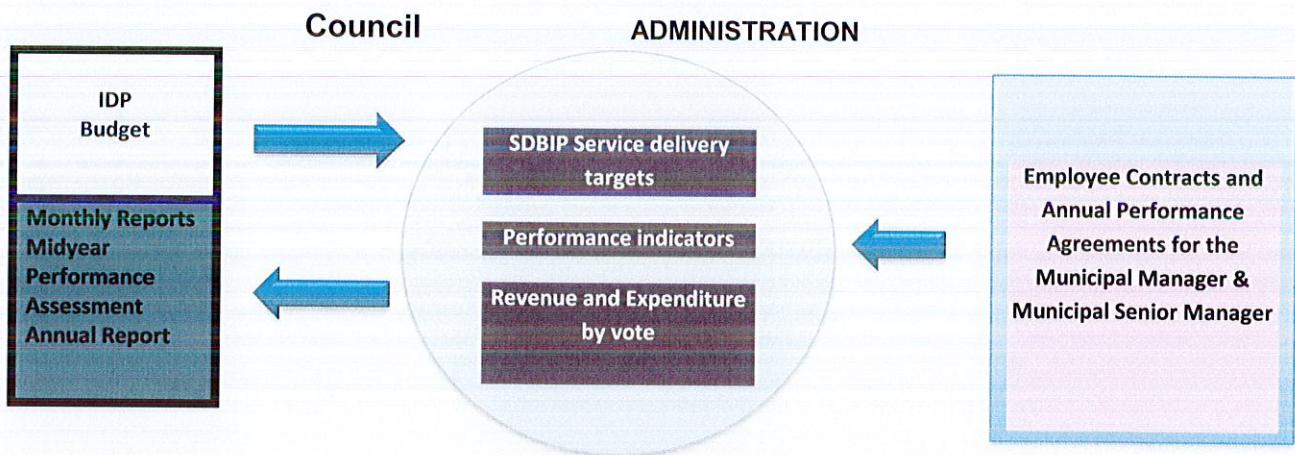 Council
ADMINISTRATION
IDP
Budget
Monthly Reports
Midyear
Performance
Assessment
Annual Report
SDBIP Service delivery
targets
Performance indicators
Revenue and Expenditure
by vote
Employee Contracts and
Annual Performance
Agreements for the
Municipal Manager &
Municipal Senior Manager